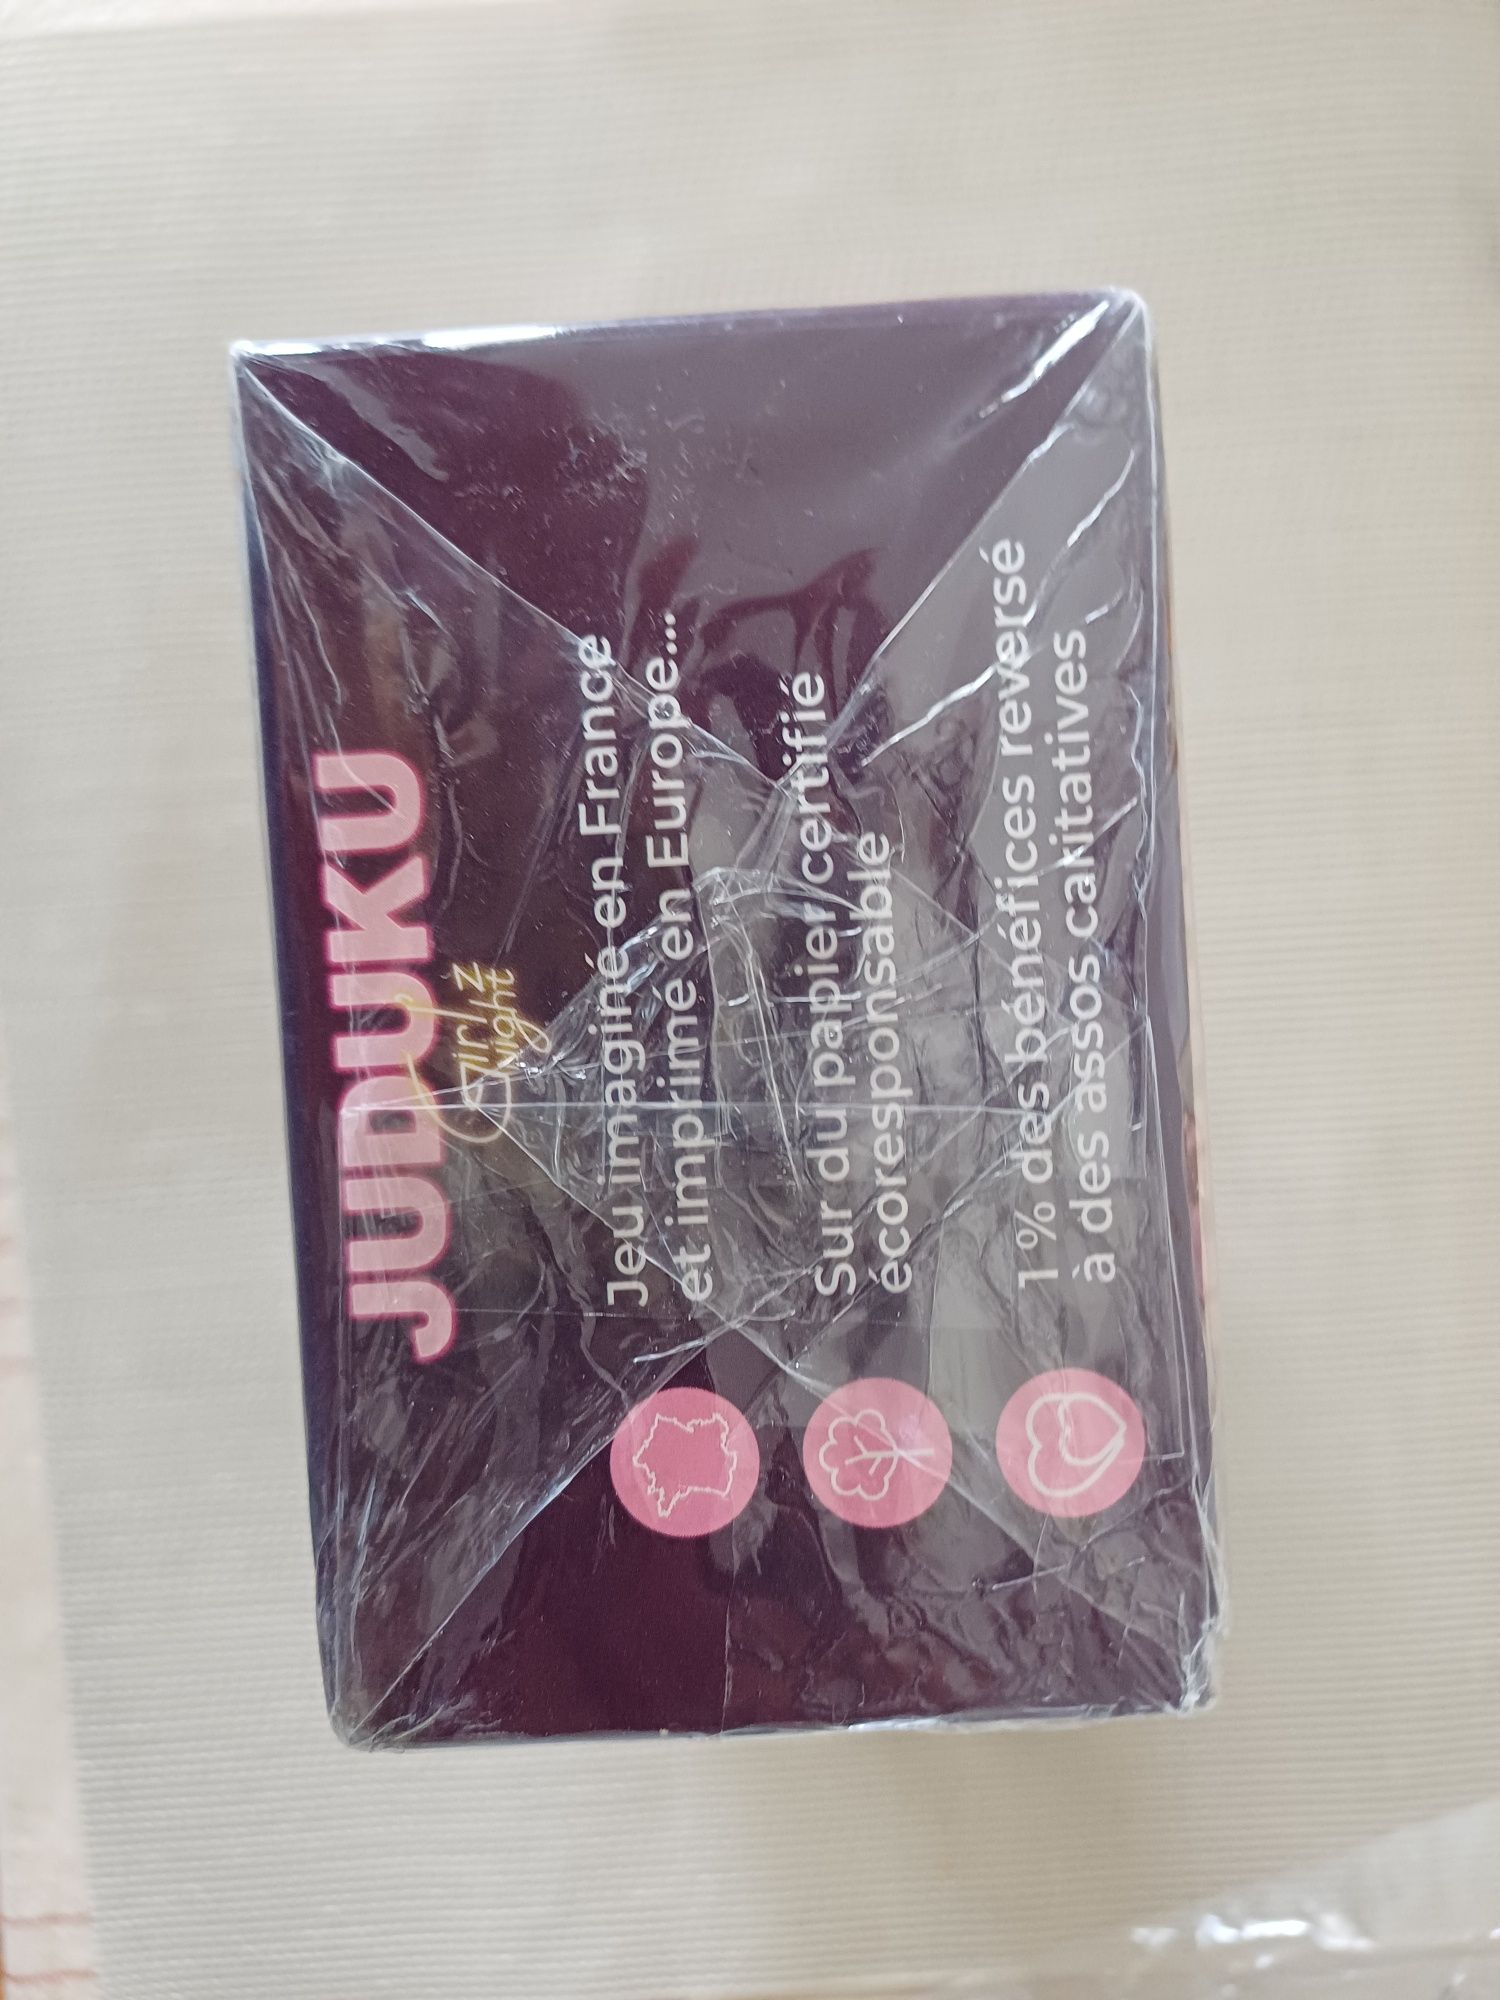 JUDUKU
Girlz
Night
Jeu imaginé en France
et imprimé en Europe...
Sur du papier certifié
écoresponsable
1 % des bénéfices reversé
à des assos caritatives